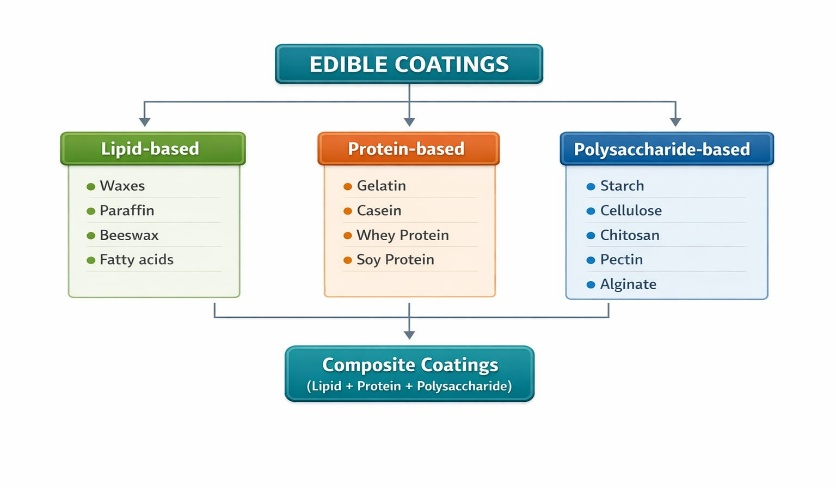 EDIBLE COATINGS
Lipid-based
Waxes
Paraffin
Beeswax
Fatty acids
Protein-based
Gelatin
Casein
Whey Protein
Soy Protein
Polysaccharide-based
Starch
Cellulose
Chitosan
Pectin
Alginate
Composite Coatings
(Lipid + Protein + Polysaccharide)